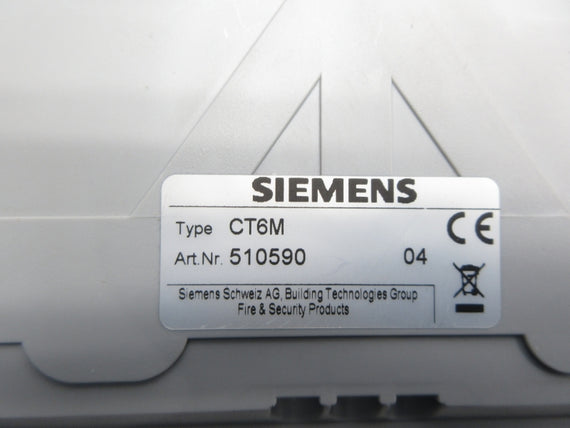 SIEMENS
Type CT6M
Art.Nr. 510590 04
CE
Siemens Schweiz AG, Building Technologies Group
Fire & Security Products